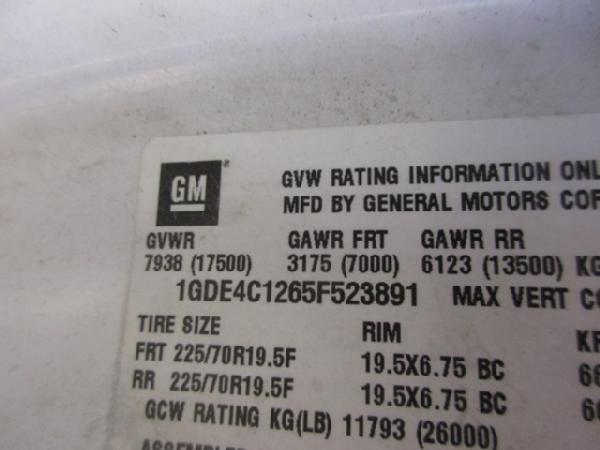 GM®
GVW RATING INFORMATION ONL
MFD BY GENERAL MOTORS COR
GVWR GAWR FRT GAWR RR
7938 (17500) 3175 (7000) 6123 (13500) KG
1GDE4C1265F523891 MAX VERT CO
TIRE SIZE RIM
FRT 225/70R19.5F 19.5X6.75 BC
RR 225/70R19.5F 19.5X6.75 BC
GCW RATING KG(LB) 11793 (26000)